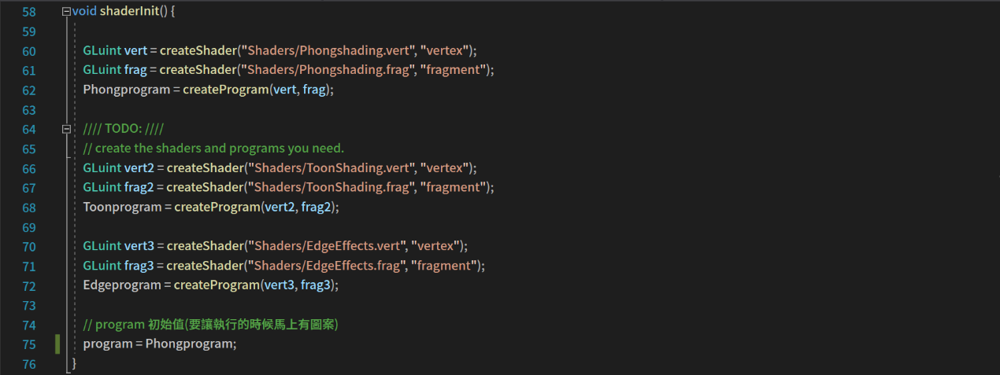 58 void shaderInit() {
59
60 GLuint vert = createShader("Shaders/Phongshading.vert", "vertex");
61 GLuint frag = createShader("Shaders/Phongshading.frag", "fragment");
62 Phongprogram = createProgram(vert, frag);
63
64 //// TODO: ////
65 // create the shaders and programs you need.
66 GLuint vert2 = createShader("Shaders/ToonShading.vert", "vertex");
67 GLuint frag2 = createShader("Shaders/ToonShading.frag", "fragment");
68 Toonprogram = createProgram(vert2, frag2);
69
70 GLuint vert3 = createShader("Shaders/EdgeEffects.vert", "vertex");
71 GLuint frag3 = createShader("Shaders/EdgeEffects.frag", "fragment");
72 Edgeprogram = createProgram(vert3, frag3);
73
74 // program 初始值(要讓執行的時候馬上有圖案)
75 program = Phongprogram;
76 }